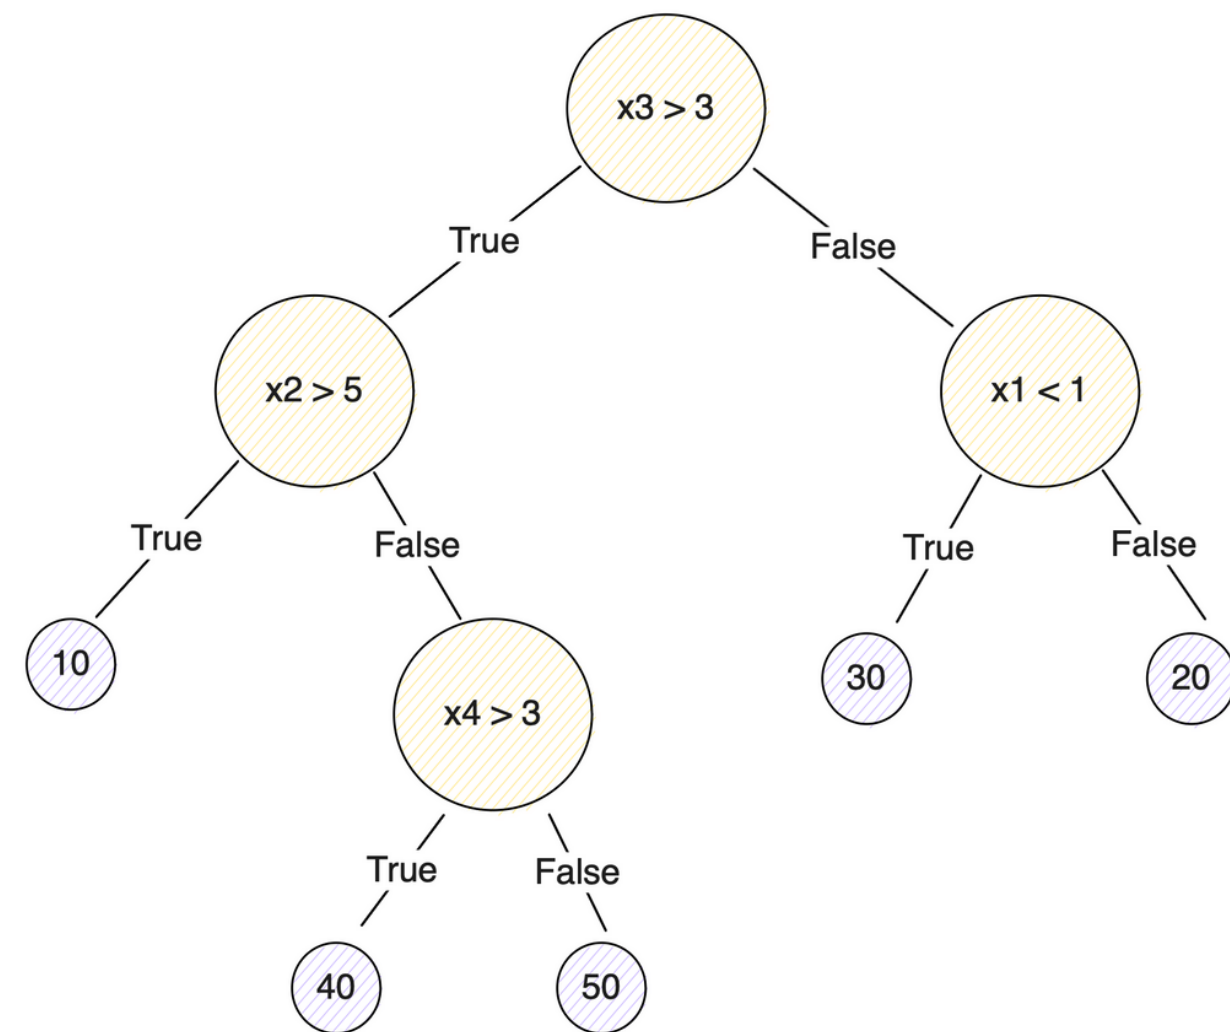 x3 > 3
True
False
x2 > 5
x1 < 1
True
False
True
False
10
x4 > 3
30
20
True
False
40
50